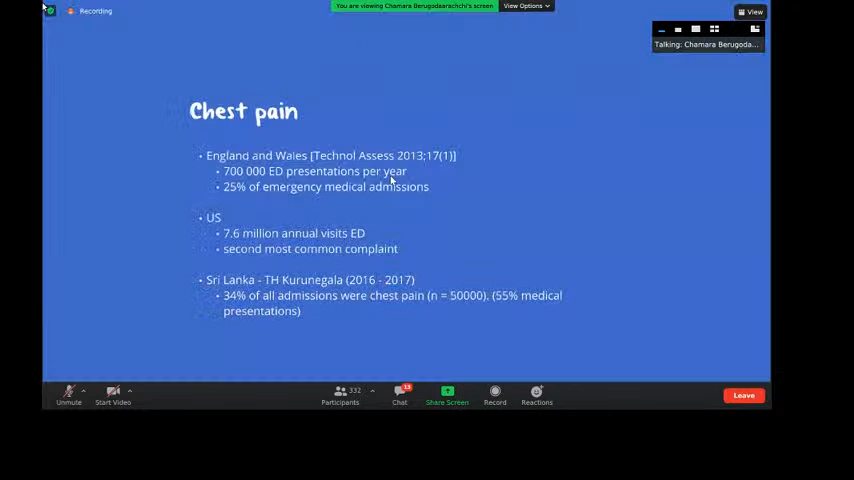 Recording
You are viewing Chamara Berugodaarachchi's screen
View Options
View
Talking: Chamara Berugoda...
Chest pain
• England and Wales [Technol Assess 2013;17(1)]
• 700 000 ED presentations per year
• 25% of emergency medical admissions
• US
• 7.6 million annual visits ED
• second most common complaint
• Sri Lanka - TH Kurunegala (2016 - 2017)
• 34% of all admissions were chest pain (n = 50000). (55% medical
presentations)
Unmute
Start Video
332
Participants
13
Chat
Share Screen
Record
Reactions
Leave